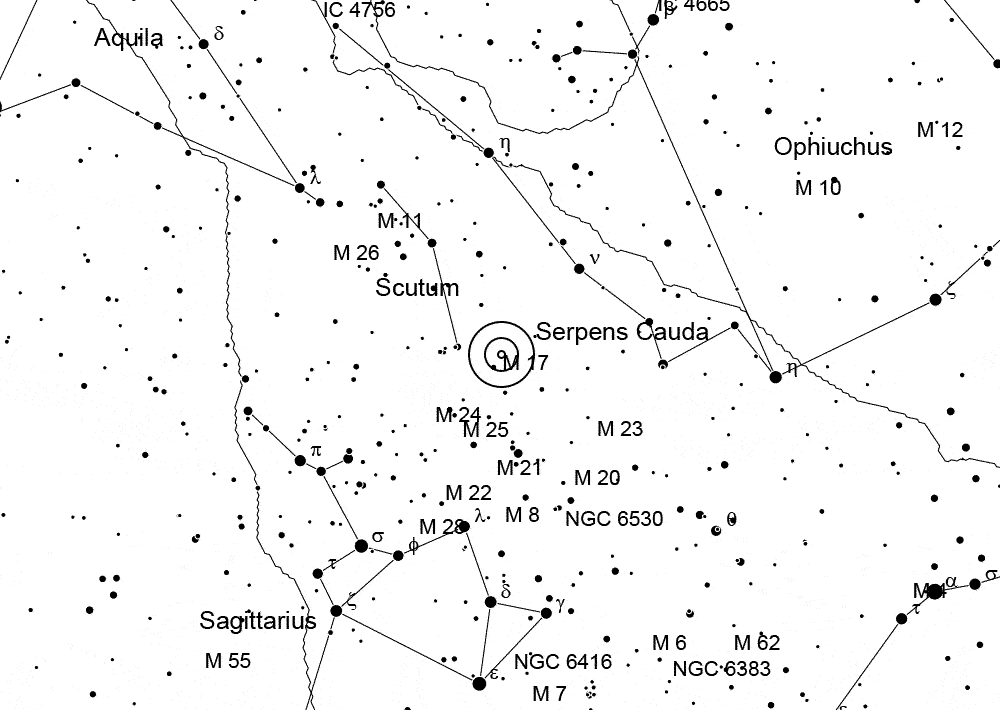 IC 4756
IC 4665
β
Aquila
δ
M 12
η
Ophiuchus
λ
M 10
M 11
M 26
ν
Scutum
ζ
Serpens Cauda
M 17
η
M 24
M 25
M 23
π
M 21
M 20
M 22
M 8
NGC 6530
λ
θ
M 28
σ
φ
τ
α
σ
M 4
δ
ζ
γ
τ
Sagittarius
M 6
M 62
M 55
NGC 6416
NGC 6383
ε
M 7
ε